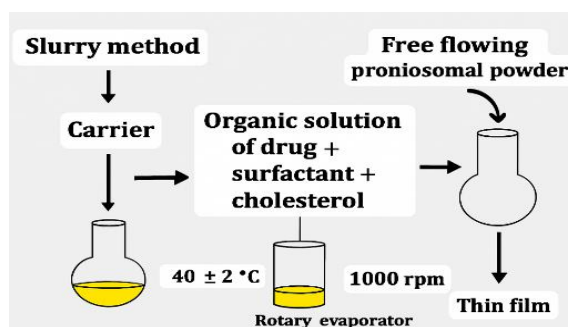 Slurry method
Carrier
Organic solution
of drug +
surfactant +
cholesterol
Free flowing
proniosomal powder
40 ± 2 °C
1000 rpm
Rotary evaporator
Thin film